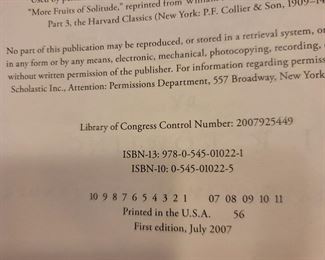 "More Fruits of Solitude," reprinted from
Part 3, the Harvard Classics (New York: P.F. Collier & Son, 1909–
No part of this publication may be reproduced, or stored in a retrieval system, or
in any form or by any means, electronic, mechanical, photocopying, recording,
without written permission of the publisher. For information regarding permis
Scholastic Inc., Attention: Permissions Department, 557 Broadway, New York
Library of Congress Control Number: 2007925449
ISBN-13: 978-0-545-01022-1
ISBN-10: 0-545-01022-5
10 9 8 7 6 5 4 3 2 1 07 08 09 10 11
Printed in the U.S.A. 56
First edition, July 2007